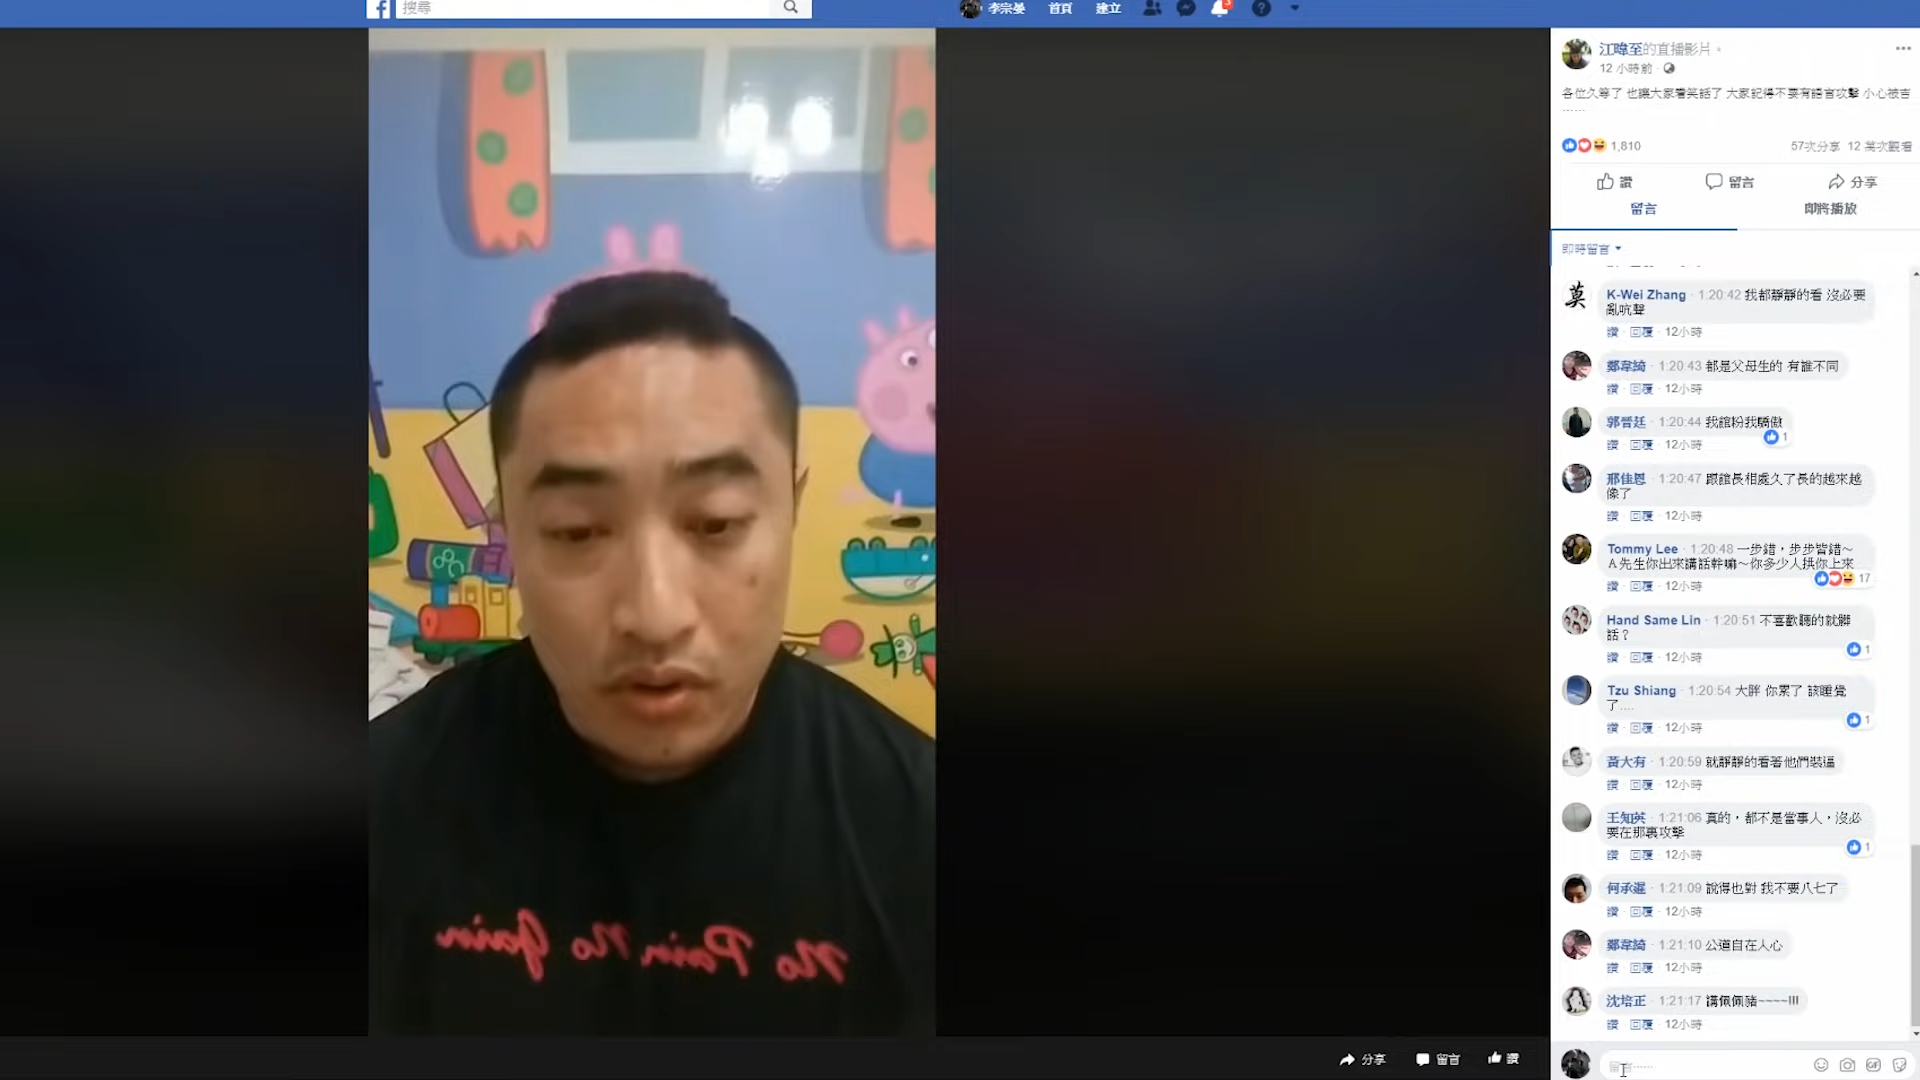 搜尋
李宗晏 首頁 建立 3
江暐至的直播影片。
12 小時前 ·
各位久等了 也讓大家看笑話了 大家記得不要有語言攻擊 小心被吉
......
1,810 57次分享 12 萬次觀看
讚 留言 分享
留言 即將播放
即時留言
K-Wei Zhang · 1:20:42 我都靜靜的看 沒必要
亂吭聲
讚 · 回覆 · 12小時
鄭韋綺 · 1:20:43 都是父母生的 有誰不同
讚 · 回覆 · 12小時
郭晉廷 · 1:20:44 我館粉我驕傲
1
讚 · 回覆 · 12小時
邢佳恩 · 1:20:47 跟館長相處久了長的越來越
像了
讚 · 回覆 · 12小時
Tommy Lee · 1:20:48 一步錯，步步皆錯～
Ａ先生你出來講話幹嘛～你多少人拱你上來
17
讚 · 回覆 · 12小時
Hand Same Lin · 1:20:51 不喜歡聽的就髒
話？
1
讚 · 回覆 · 12小時
Tzu Shiang · 1:20:54 大胖 你累了 該睡覺
了....
1
讚 · 回覆 · 12小時
黃大有 · 1:20:59 就靜靜的看著他們裝逼
讚 · 回覆 · 12小時
王知英 · 1:21:06 真的，都不是當事人，沒必
要在那裏攻擊
1
讚 · 回覆 · 12小時
何承遲 · 1:21:09 說得也對 我不要八七了
讚 · 回覆 · 12小時
鄭韋綺 · 1:21:10 公道自在人心
讚 · 回覆 · 12小時
沈培正 · 1:21:17 講佩佩豬~~~~!!!
讚 · 回覆 · 12小時
No Pain No Gain
分享 留言 讚
留言......